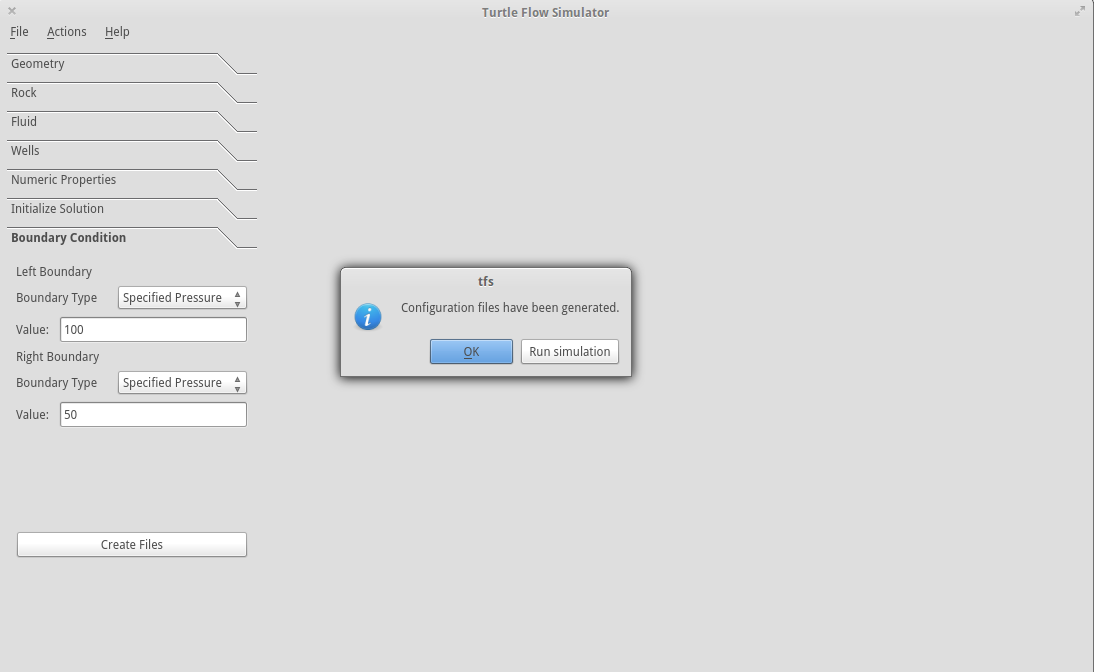 Turtle Flow Simulator
File Actions Help
Geometry
Rock
Fluid
Wells
Numeric Properties
Initialize Solution
Boundary Condition
Left Boundary
Boundary Type Specified Pressure
Value: 100
Right Boundary
Boundary Type Specified Pressure
Value: 50
Create Files
tfs
Configuration files have been generated.
OK Run simulation